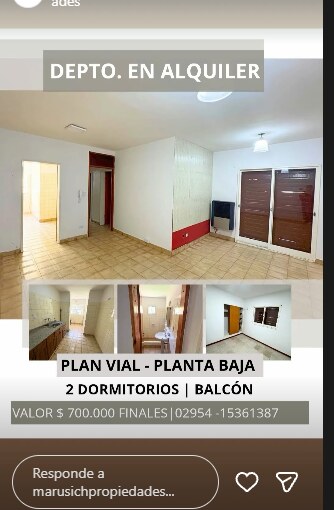 ades
DEPTO. EN ALQUILER
PLAN VIAL - PLANTA BAJA
2 DORMITORIOS | BALCÓN
VALOR $ 700.000 FINALES|02954 -15361387
Responde a
marusichpropiedades...